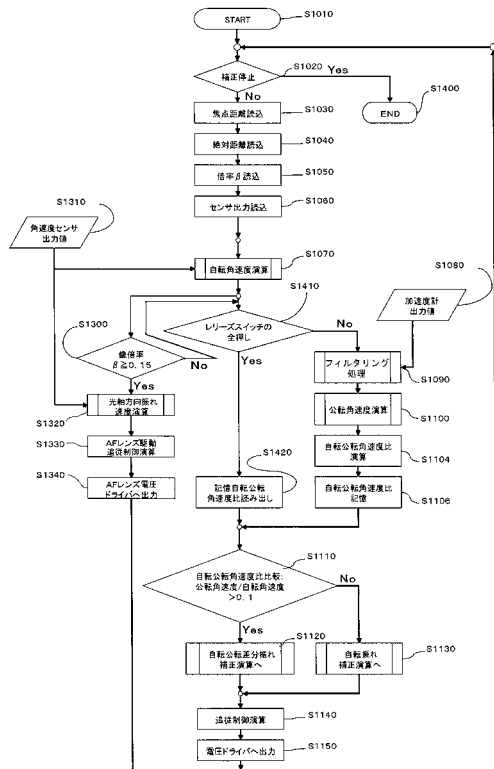 START
S1010
補正停止
S1020
Yes
No
END
S1400
焦点距離読込
S1030
絶対距離読込
S1040
倍率β読込
S1050
センサ出力読込
S1060
S1310
角速度センサ
出力値
自転角速度演算
S1070
S1080
加速度計
出力値
S1410
レリーズスイッチの
全押し
No
Yes
S1300
像倍率
β≧0.15
No
Yes
フィルタリング
処理
S1090
光軸方向振れ
速度演算
S1320
公転角速度演算
S1100
AFレンズ駆動
追従制御演算
S1330
自転公転角速度比
演算
S1104
AFレンズ電圧
ドライバへ出力
S1340
記憶自転公転
角速度比読み出し
S1420
自転公転角速度比
記憶
S1106
S1110
自転公転角速度比比較:
公転角速度/自転角速度
>0.1
No
Yes
自転公転差分振れ
補正演算へ
S1120
自転振れ
補正演算へ
S1130
追従制御演算
S1140
電圧ドライバへ出力
S1150